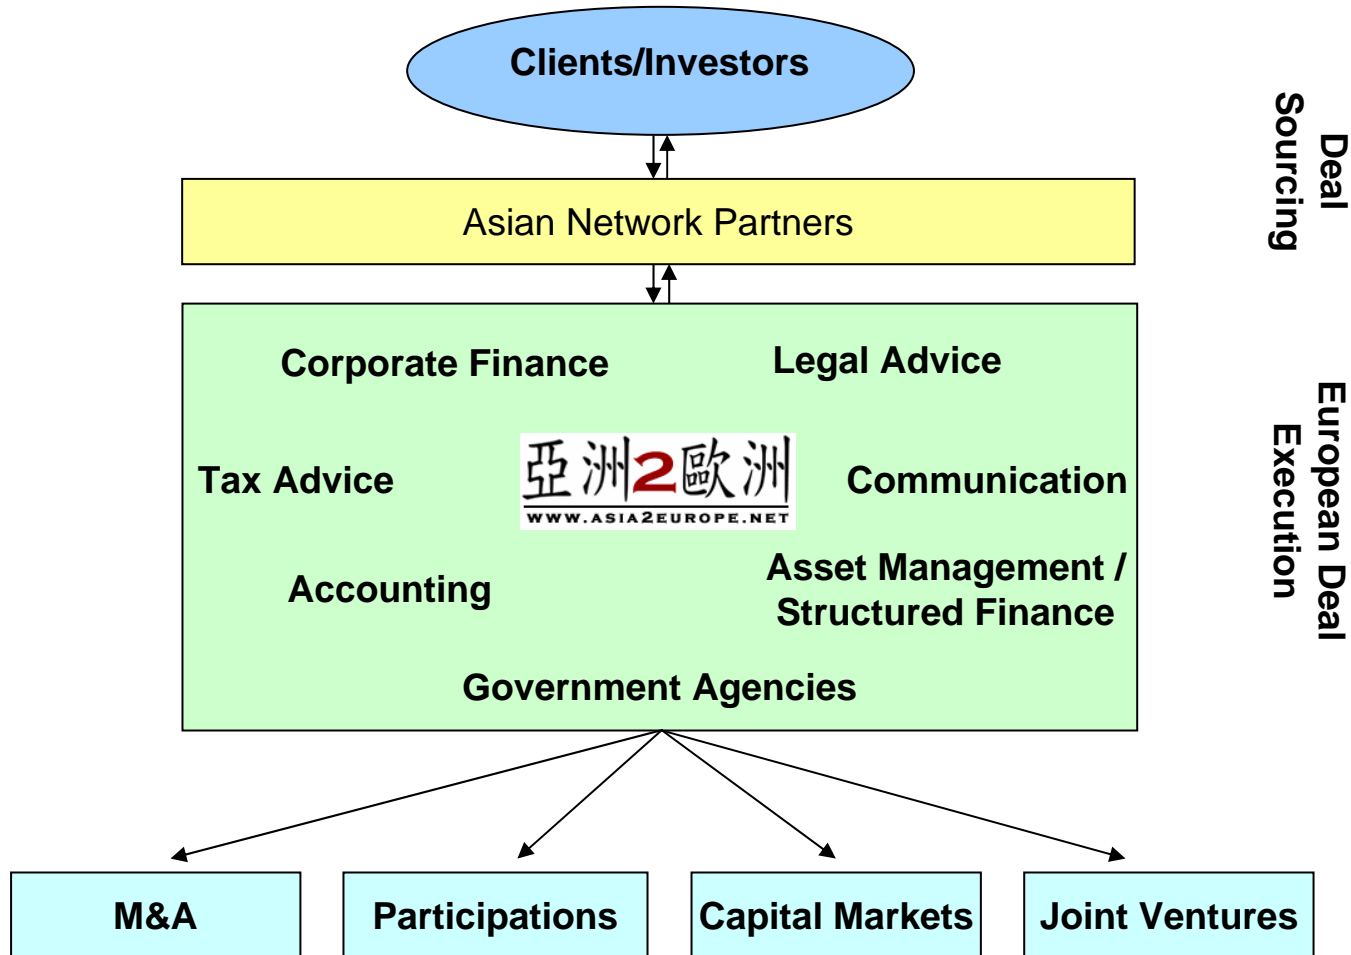 Clients/Investors
Deal
Sourcing
Asian Network Partners
Corporate Finance
Legal Advice
European Deal
Execution
Tax Advice
亞洲2歐洲
WWW.ASIA2EUROPE.NET
Communication
Accounting
Asset Management /
Structured Finance
Government Agencies
M&A
Participations
Capital Markets
Joint Ventures